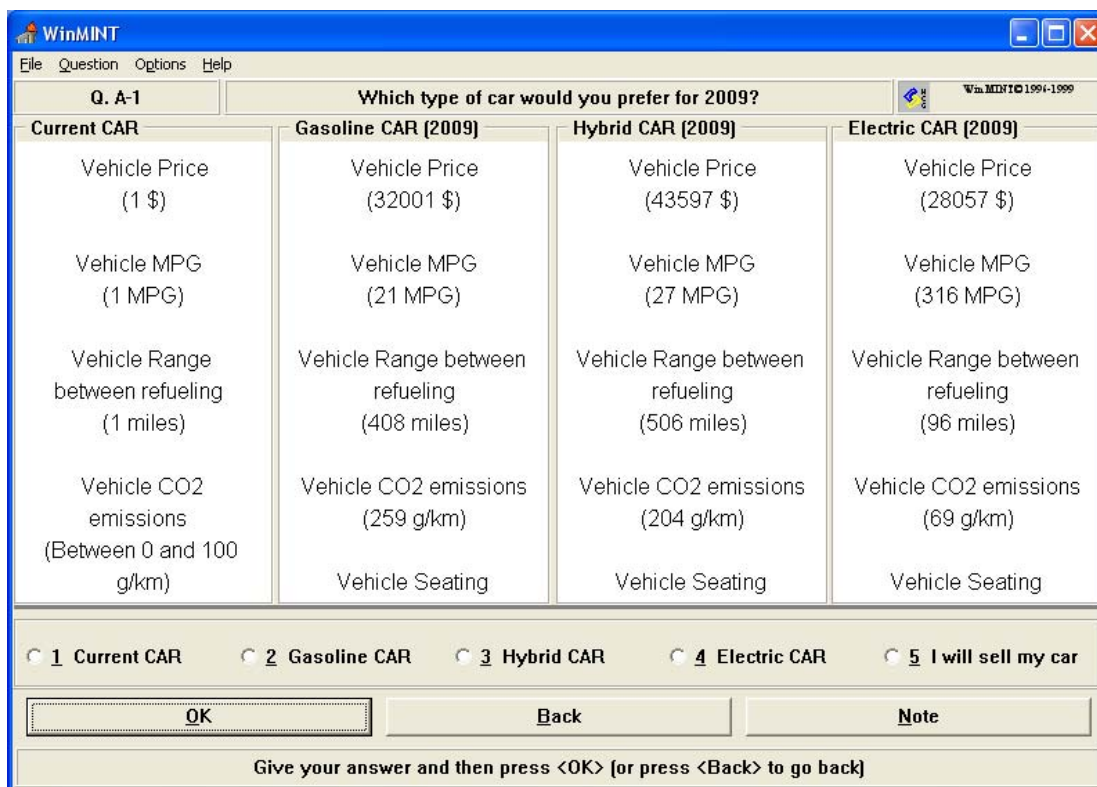 WinMINT
File Question Options Help
Q. A-1
Which type of car would you prefer for 2009?
WinMINT©1996-1999
Current CAR
Vehicle Price
(1 $)
Vehicle MPG
(1 MPG)
Vehicle Range
between refueling
(1 miles)
Vehicle CO2
emissions
(Between 0 and 100
g/km)
Gasoline CAR (2009)
Vehicle Price
(32001 $)
Vehicle MPG
(21 MPG)
Vehicle Range between
refueling
(408 miles)
Vehicle CO2 emissions
(259 g/km)
Vehicle Seating
Hybrid CAR (2009)
Vehicle Price
(43597 $)
Vehicle MPG
(27 MPG)
Vehicle Range between
refueling
(506 miles)
Vehicle CO2 emissions
(204 g/km)
Vehicle Seating
Electric CAR (2009)
Vehicle Price
(28057 $)
Vehicle MPG
(316 MPG)
Vehicle Range between
refueling
(96 miles)
Vehicle CO2 emissions
(69 g/km)
Vehicle Seating
1 Current CAR
2 Gasoline CAR
3 Hybrid CAR
4 Electric CAR
5 I will sell my car
OK
Back
Note
Give your answer and then press <OK> (or press <Back> to go back)